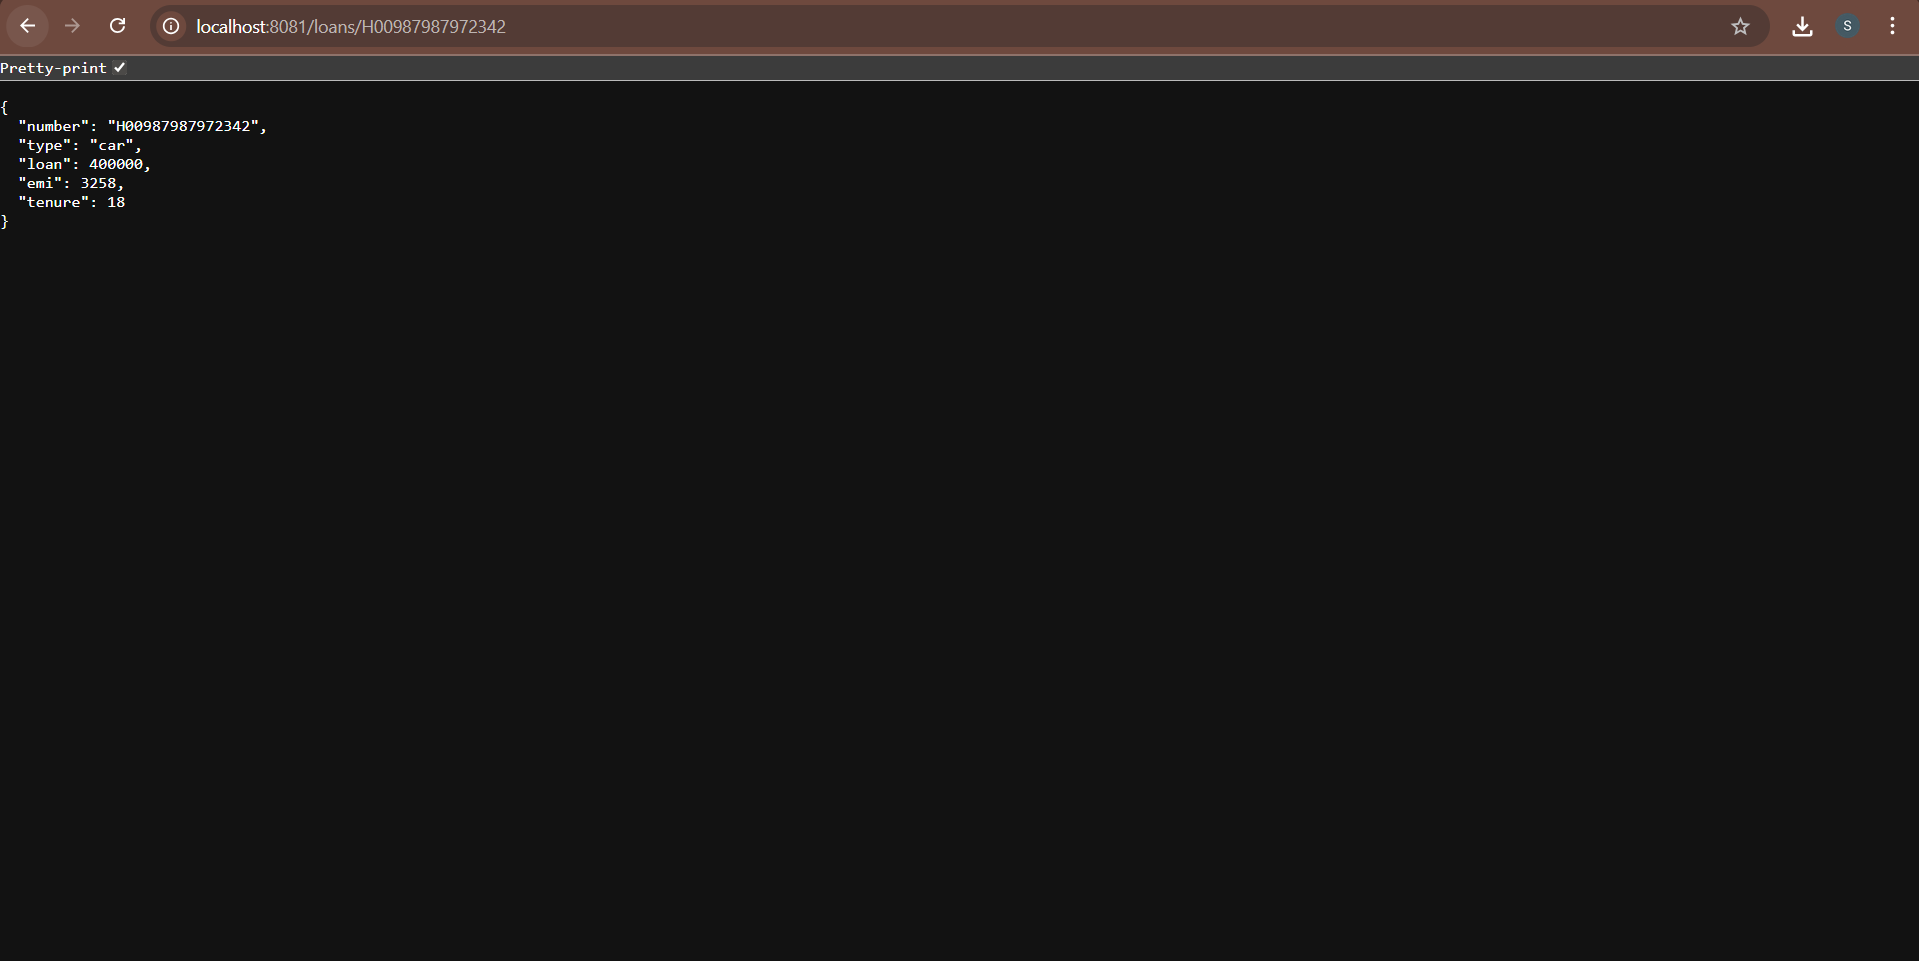 localhost:8081/loans/H00987987972342
S
Pretty-print
{
  "number": "H00987987972342",
  "type": "car",
  "loan": 400000,
  "emi": 3258,
  "tenure": 18
}